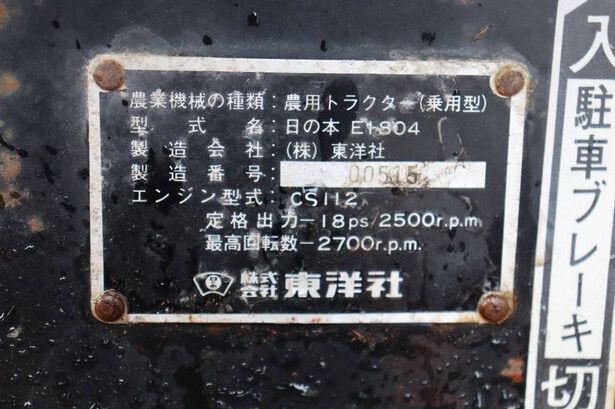 農業機械の種類：農用トラクター(乗用型)
型式名：日の本 E1804
製造会社：(株) 東洋社
製造番号：00515
エンジン型式：CS112
定格出力－18ps/2500r.p.m
最高回転数－2700r.p.m.
株式会社 東洋社
入
駐車ブレーキ
切